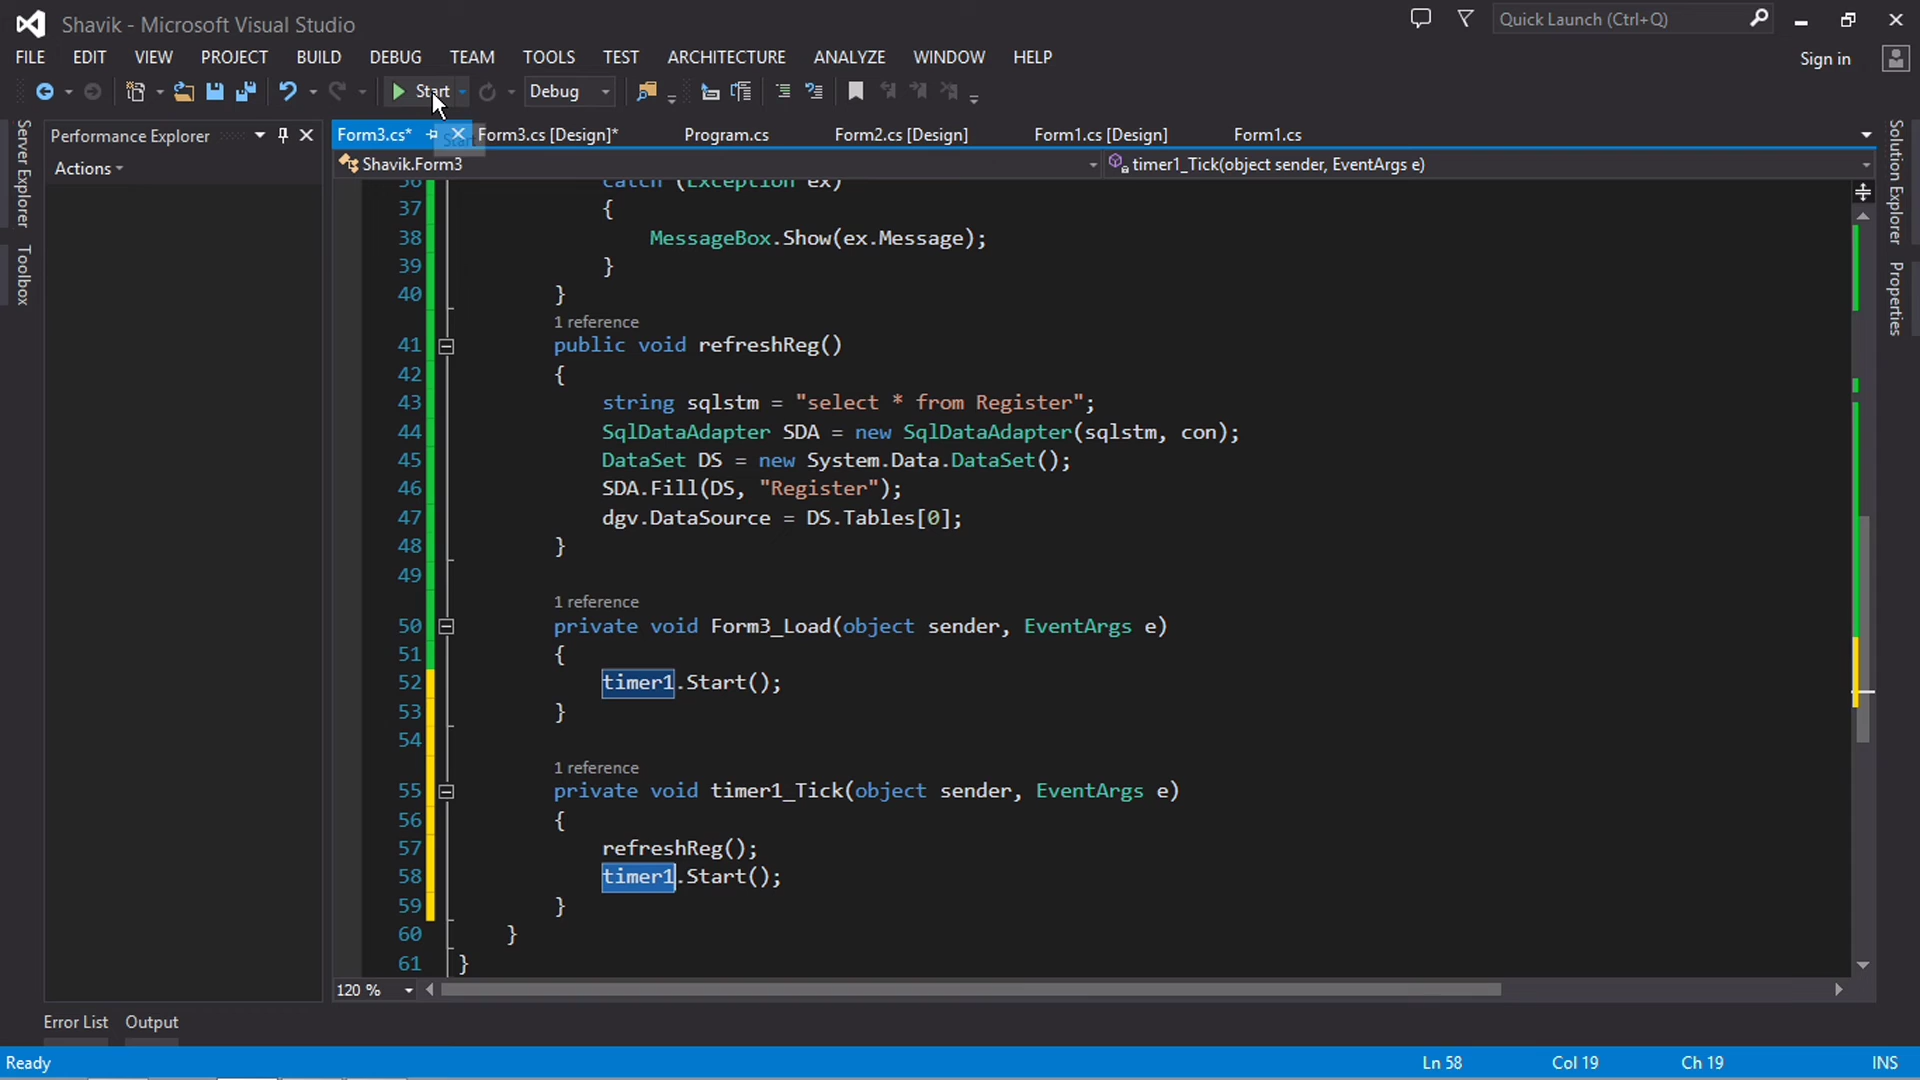 Shavik - Microsoft Visual Studio
Quick Launch (Ctrl+Q)
FILE EDIT VIEW PROJECT BUILD DEBUG TEAM TOOLS TEST ARCHITECTURE ANALYZE WINDOW HELP
Sign in
Start Debug
Server Explorer
Toolbox
Performance Explorer
Actions
Form3.cs* Form3.cs [Design]* Program.cs Form2.cs [Design] Form1.cs [Design] Form1.cs
Start
Shavik.Form3 timer1_Tick(object sender, EventArgs e)
36 catch (Exception ex)
37 {
38 MessageBox.Show(ex.Message);
39 }
40 }
1 reference
41 public void refreshReg()
42 {
43 string sqlstm = "select * from Register";
44 SqlDataAdapter SDA = new SqlDataAdapter(sqlstm, con);
45 DataSet DS = new System.Data.DataSet();
46 SDA.Fill(DS, "Register");
47 dgv.DataSource = DS.Tables[0];
48 }
49
1 reference
50 private void Form3_Load(object sender, EventArgs e)
51 {
52 timer1.Start();
53 }
54
1 reference
55 private void timer1_Tick(object sender, EventArgs e)
56 {
57 refreshReg();
58 timer1.Start();
59 }
60 }
61 }
120 %
Solution Explorer
Properties
Error List Output
Ready Ln 58 Col 19 Ch 19 INS